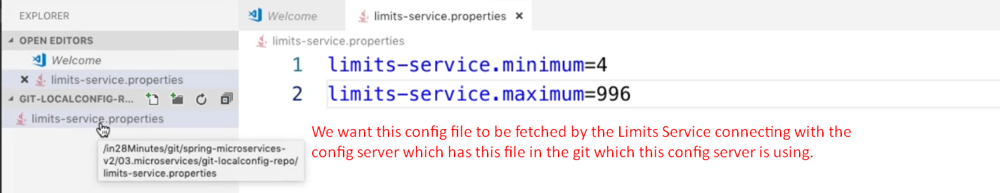 EXPLORER
Welcome
limits-service.properties
OPEN EDITORS
Welcome
limits-service.properties
GIT-LOCALCONFIG-R...
limits-service.properties
/in28Minutes/git/spring-microservices-
v2/03.microservices/git-localconfig-repo/
limits-service.properties
limits-service.properties
1 limits-service.minimum=4
2 limits-service.maximum=996
We want this config file to be fetched by the Limits Service connecting with the
config server which has this file in the git which this config server is using.